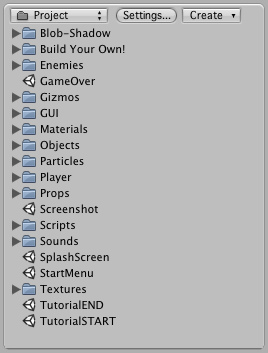 Project Settings... Create
Blob-Shadow
Build Your Own!
Enemies
GameOver
Gizmos
GUI
Materials
Objects
Particles
Player
Props
Screenshot
Scripts
Sounds
SplashScreen
StartMenu
Textures
TutorialEND
TutorialSTART